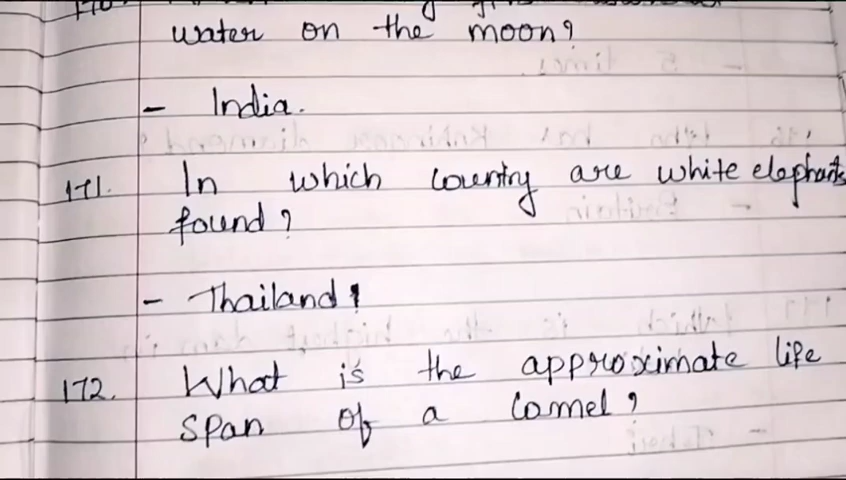 water on the moon?
- India.
171. In which country are white elephants
found?
- Thailand
172. What is the approximate life
span of a camel?